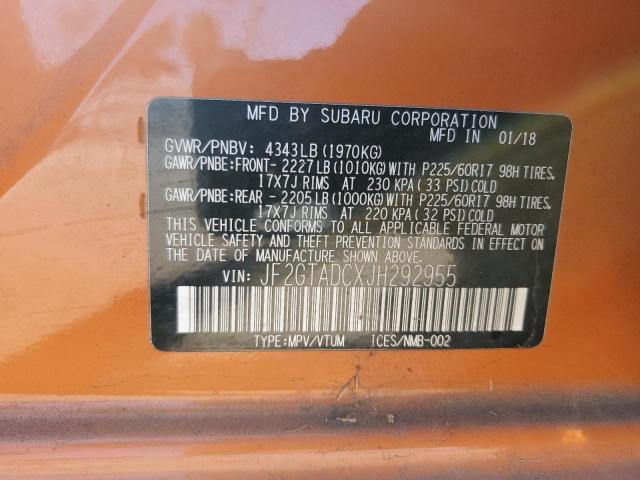 MFD BY SUBARU CORPORATION
MFD IN 01/18
GVWR/PNBV: 4343LB (1970KG)
GAWR/PNBE:FRONT- 2227LB (1010KG) WITH P225/60R17 98H TIRES,
17X7J RIMS AT 230 KPA (33 PSI) COLD
GAWR/PNBE:REAR - 2205LB (1000KG) WITH P225/60R17 98H TIRES,
17X7J RIMS AT 220 KPA (32 PSI) COLD
THIS VEHICLE CONFORMS TO ALL APPLICABLE FEDERAL MOTOR
VEHICLE SAFETY AND THEFT PREVENTION STANDARDS IN EFFECT ON
THE DATE OF MANUFACTURE SHOWN ABOVE.
VIN: JF2GTADCXJH292955
TYPE:MPV/VTUM ICES/NMB-002